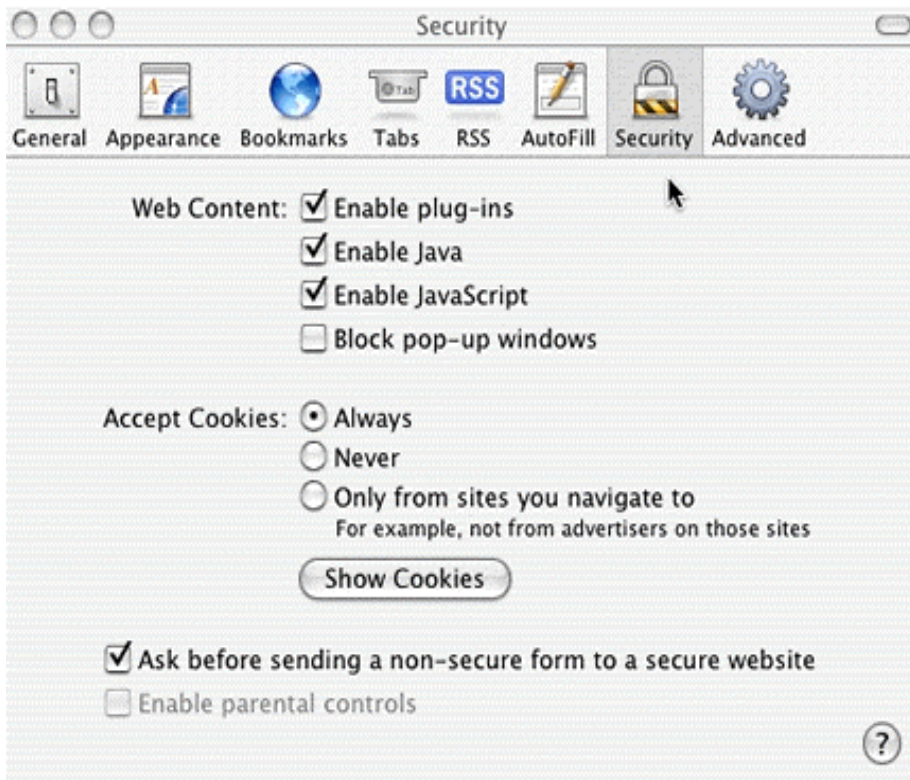 Security
Tab
RSS
General Appearance Bookmarks Tabs RSS AutoFill Security Advanced
Web Content: Enable plug-ins
Enable Java
Enable JavaScript
Block pop-up windows
Accept Cookies: Always
Never
Only from sites you navigate to
For example, not from advertisers on those sites
Show Cookies
Ask before sending a non-secure form to a secure website
Enable parental controls
?